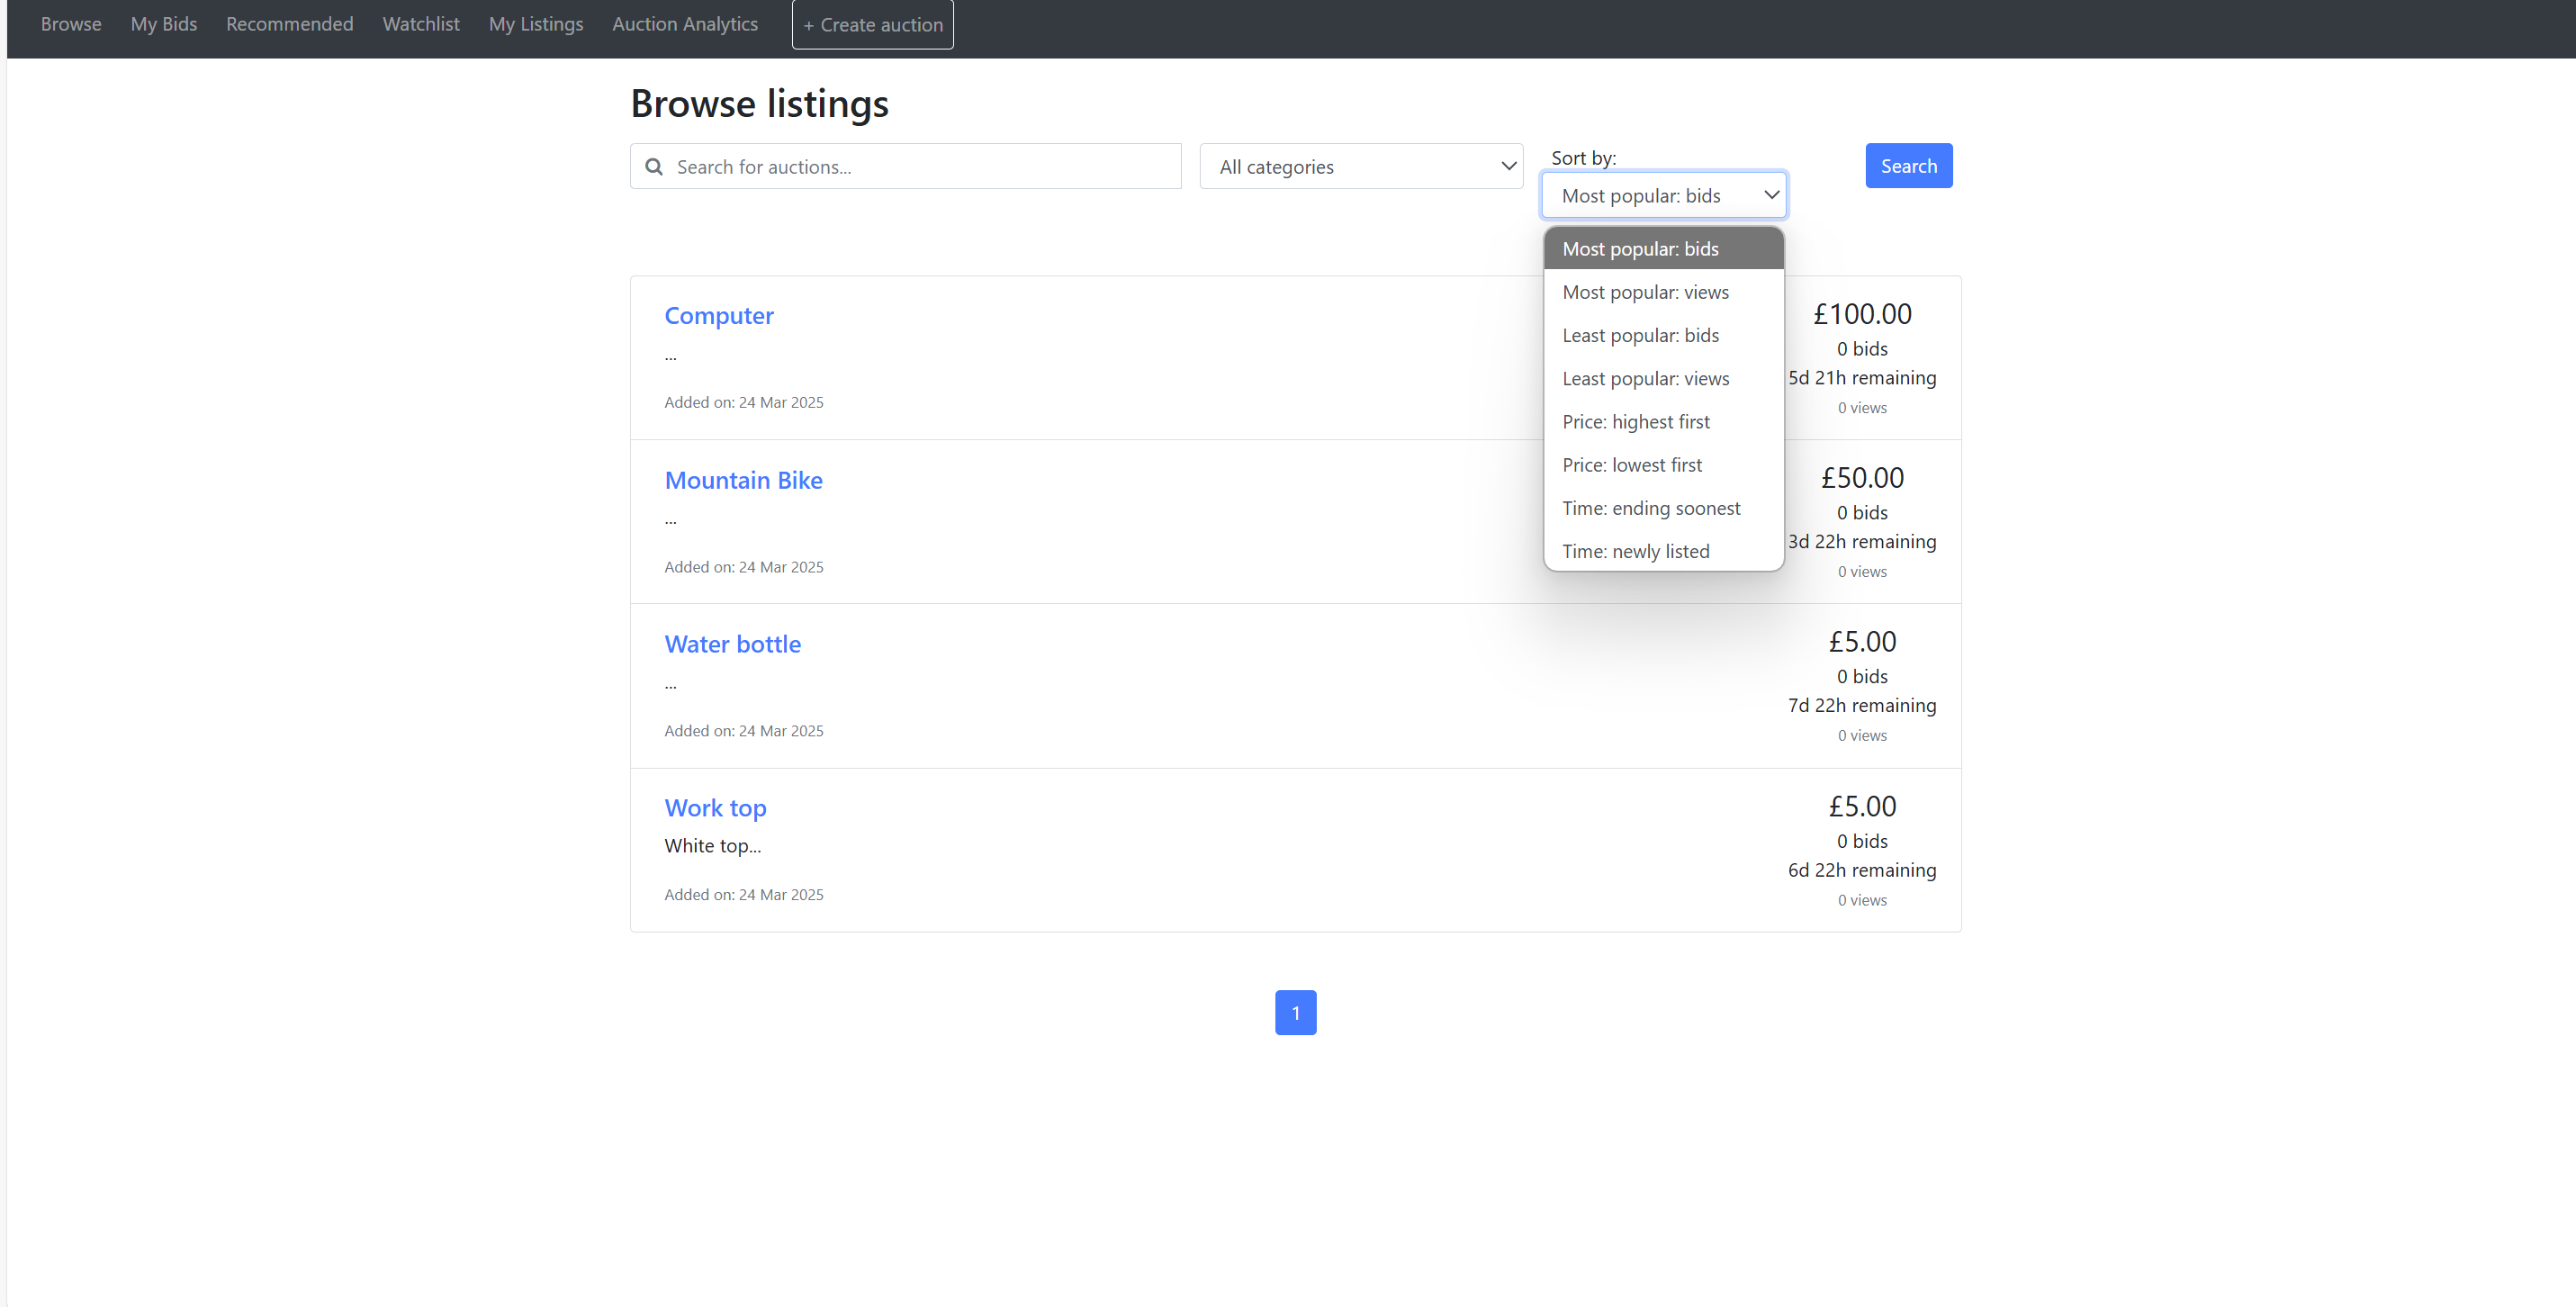 Browse My Bids Recommended Watchlist My Listings Auction Analytics + Create auction
Browse listings
Search for auctions...
All categories
Sort by:
Most popular: bids
Search
Most popular: bids
Most popular: views
Least popular: bids
Least popular: views
Price: highest first
Price: lowest first
Time: ending soonest
Time: newly listed
Computer
...
Added on: 24 Mar 2025
£100.00
0 bids
5d 21h remaining
0 views
Mountain Bike
...
Added on: 24 Mar 2025
£50.00
0 bids
3d 22h remaining
0 views
Water bottle
...
Added on: 24 Mar 2025
£5.00
0 bids
7d 22h remaining
0 views
Work top
White top...
Added on: 24 Mar 2025
£5.00
0 bids
6d 22h remaining
0 views
1